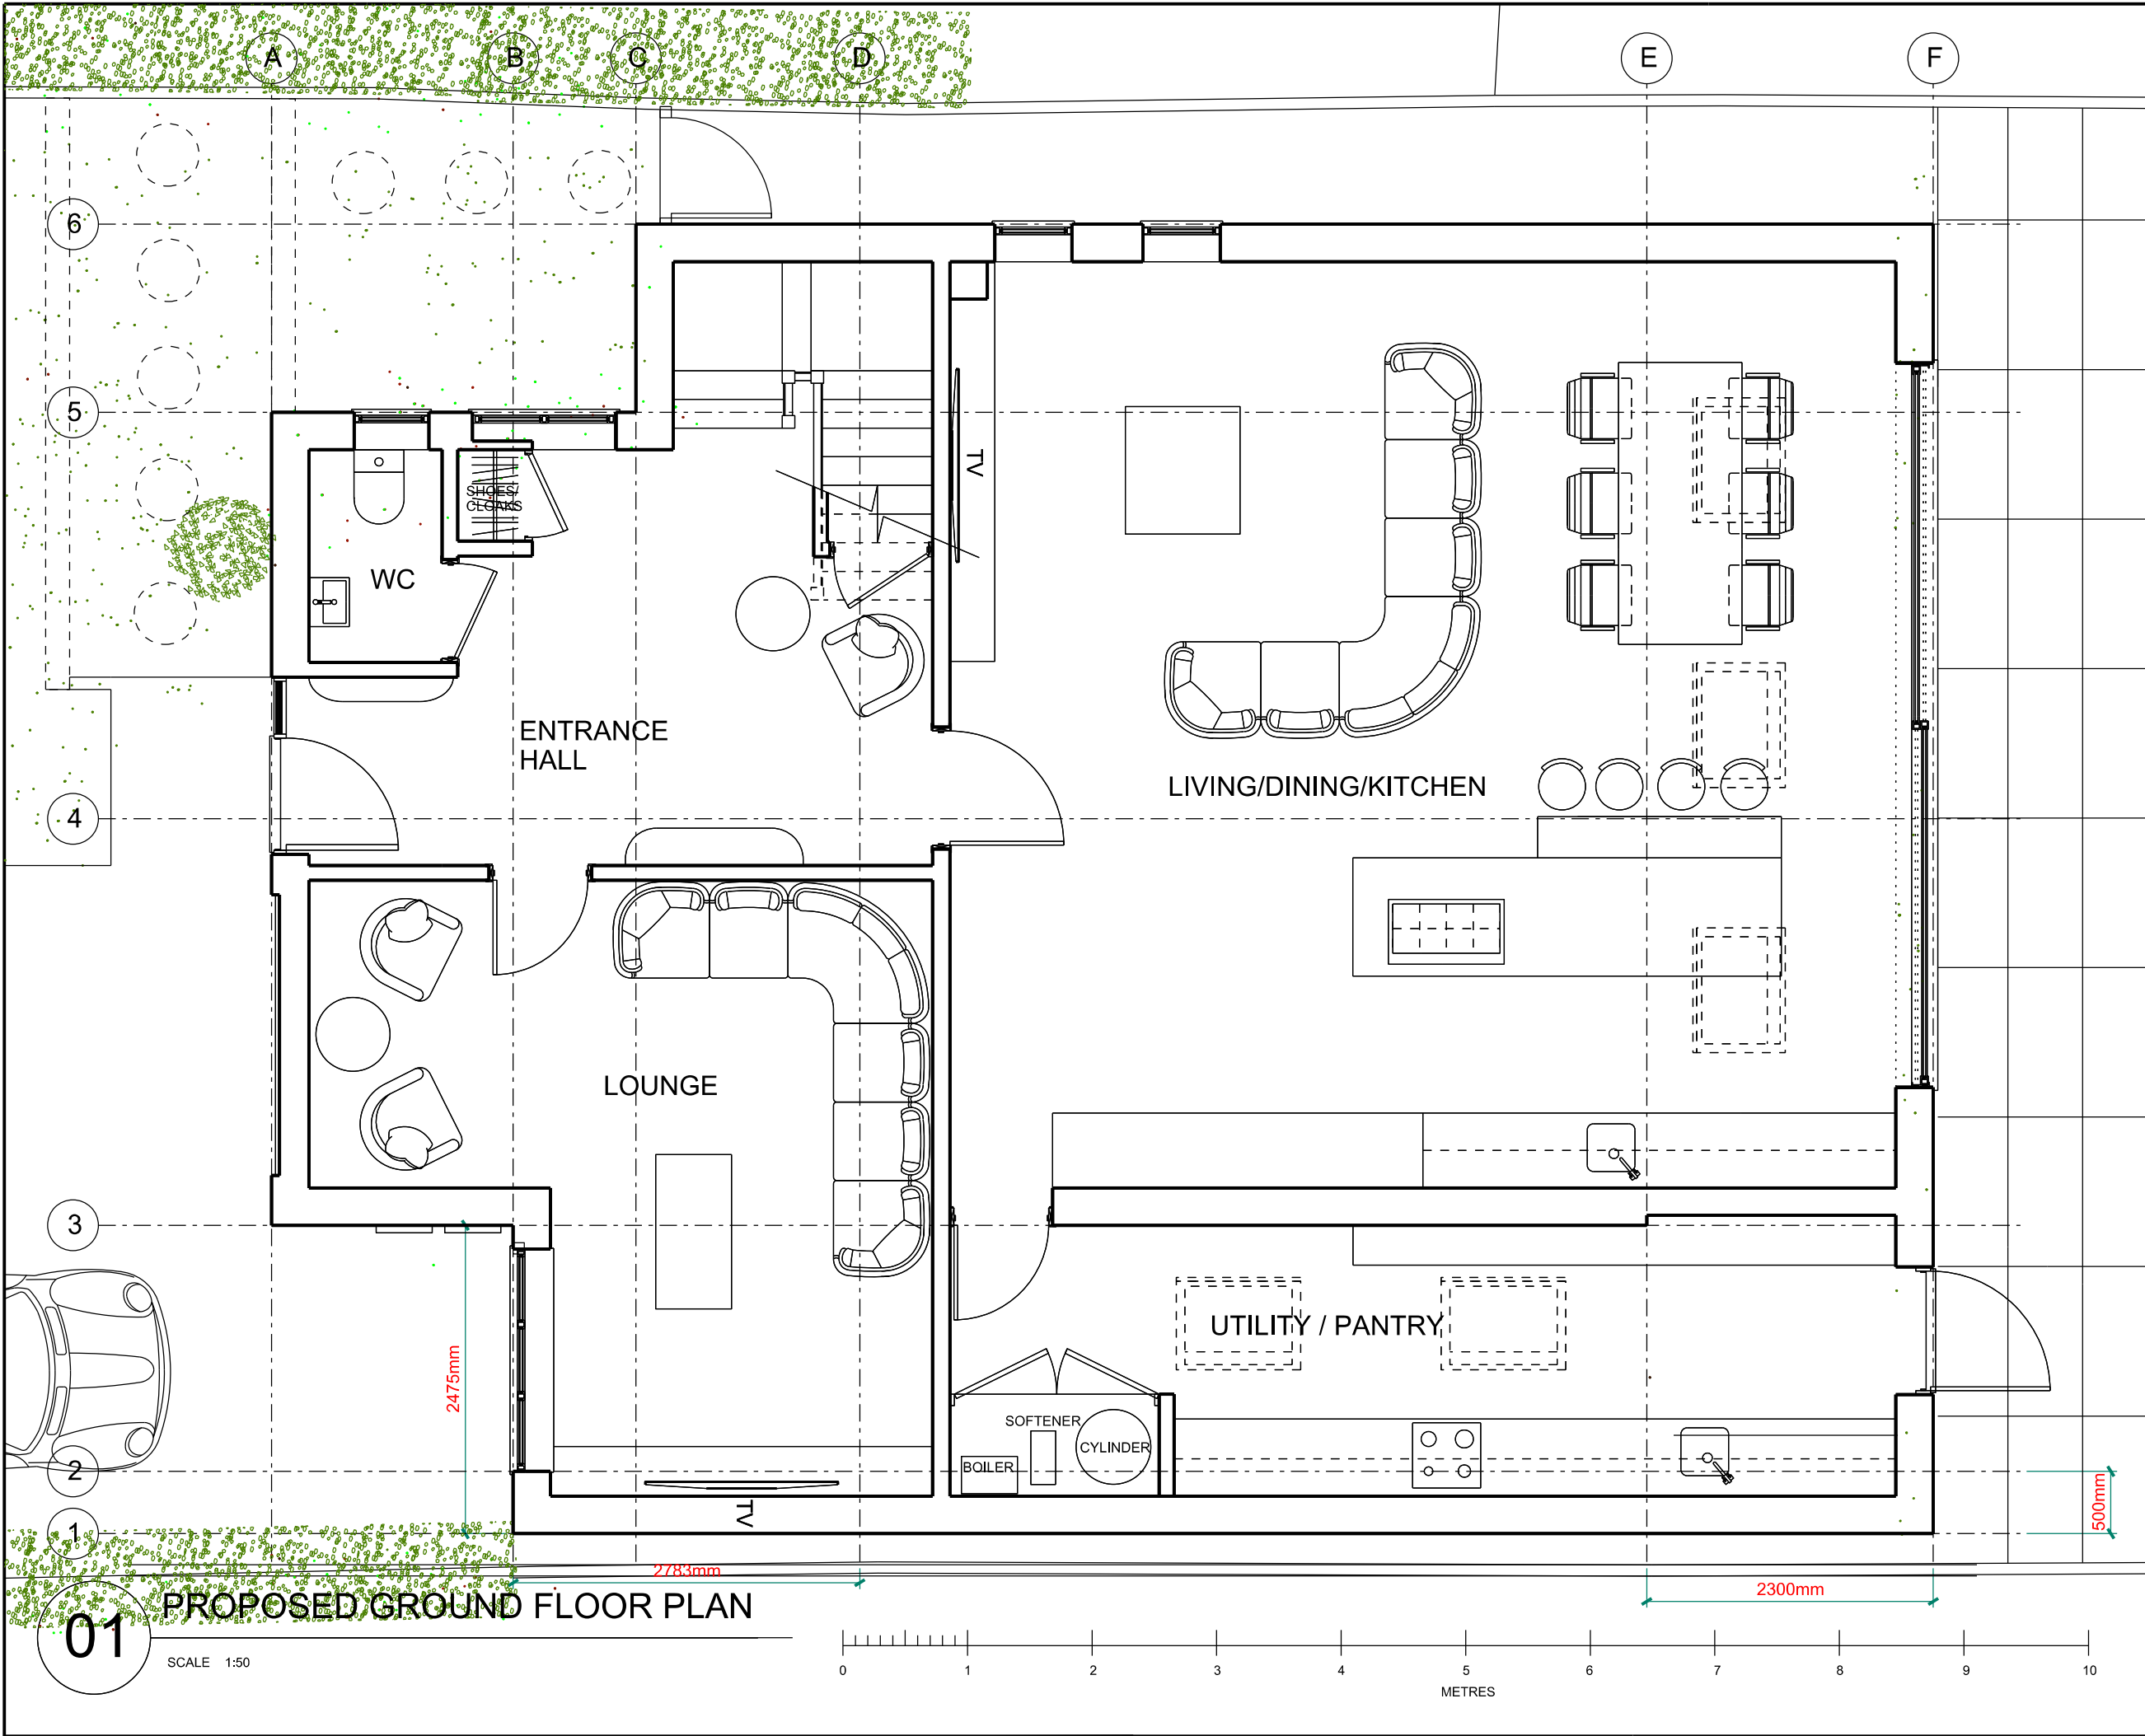 A B C D E F
6
5
SHOES/
CLOAKS
TV
WC
ENTRANCE
HALL
LIVING/DINING/KITCHEN
4
LOUNGE
3
UTILITY / PANTRY
2475mm
SOFTENER
CYLINDER
BOILER
2
500mm
TV
1
2783mm
2300mm
01
PROPOSED GROUND FLOOR PLAN
SCALE 1:50
0 1 2 3 4 5 6 7 8 9 10
METRES